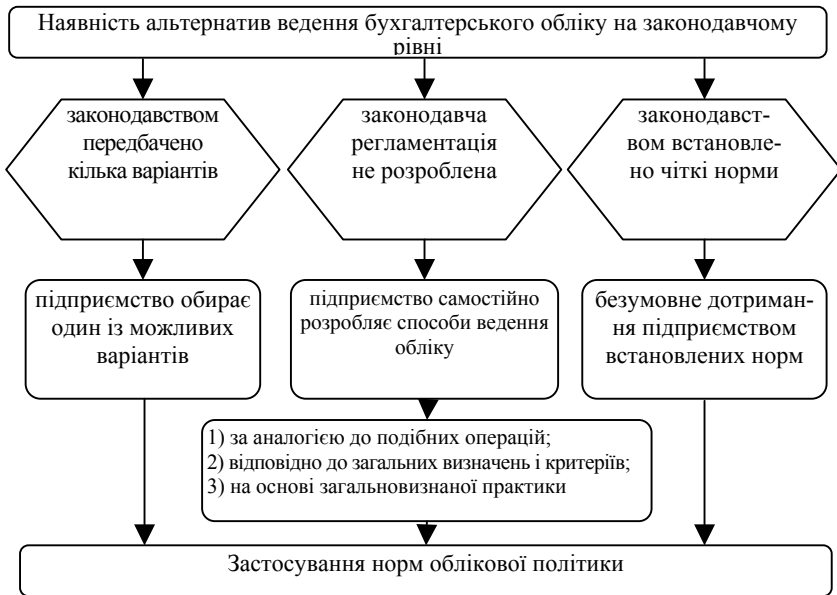 Наявність альтернатив ведення бухгалтерського обліку на законодавчому
рівні
законодавством
передбачено
кілька варіантів
законодавча
регламентація
не розроблена
законодавст-
вом встановле-
но чіткі норми
підприємство обирає
один із можливих
варіантів
підприємство самостійно
розробляє способи ведення
обліку
безумовне дотриман-
ня підприємством
встановлених норм
1) за аналогією до подібних операцій;
2) відповідно до загальних визначень і критеріїв;
3) на основі загальновизнаної практики
Застосування норм облікової політики